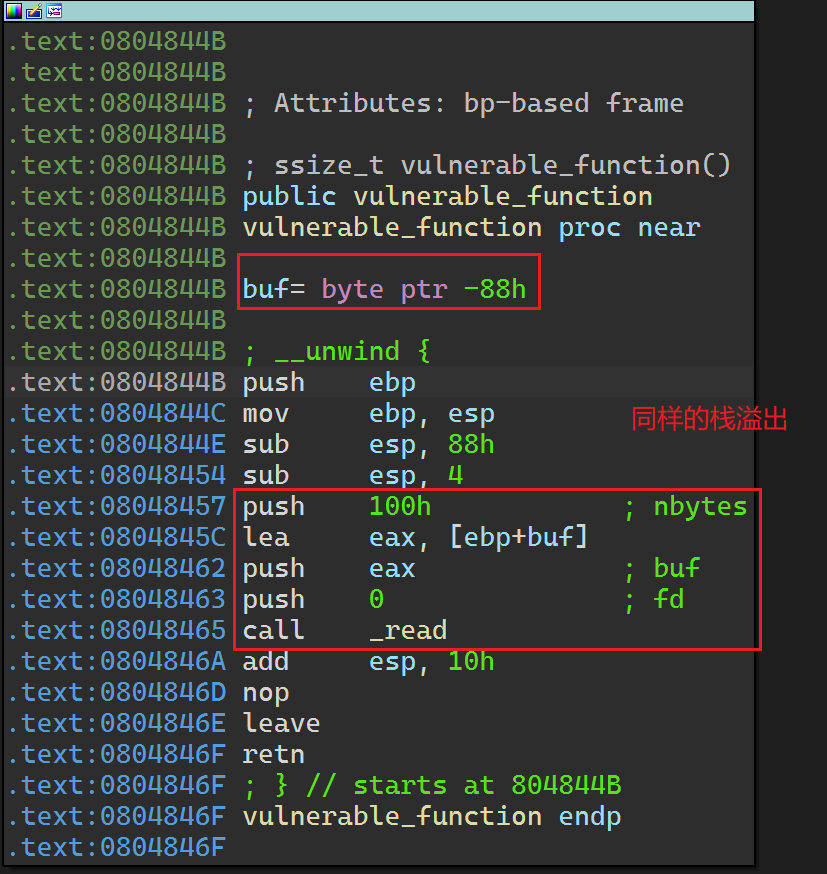 .text:0804844B
.text:0804844B
.text:0804844B ; Attributes: bp-based frame
.text:0804844B
.text:0804844B ; ssize_t vulnerable_function()
.text:0804844B public vulnerable_function
.text:0804844B vulnerable_function proc near
.text:0804844B
.text:0804844B buf= byte ptr -88h
.text:0804844B
.text:0804844B ; __unwind {
.text:0804844B push ebp
.text:0804844C mov ebp, esp
同样的栈溢出
.text:0804844E sub esp, 88h
.text:08048454 sub esp, 4
.text:08048457 push 100h ; nbytes
.text:0804845C lea eax, [ebp+buf]
.text:08048462 push eax ; buf
.text:08048463 push 0 ; fd
.text:08048465 call _read
.text:0804846A add esp, 10h
.text:0804846D nop
.text:0804846E leave
.text:0804846F retn
.text:0804846F ; } // starts at 804844B
.text:0804846F vulnerable_function endp
.text:0804846F